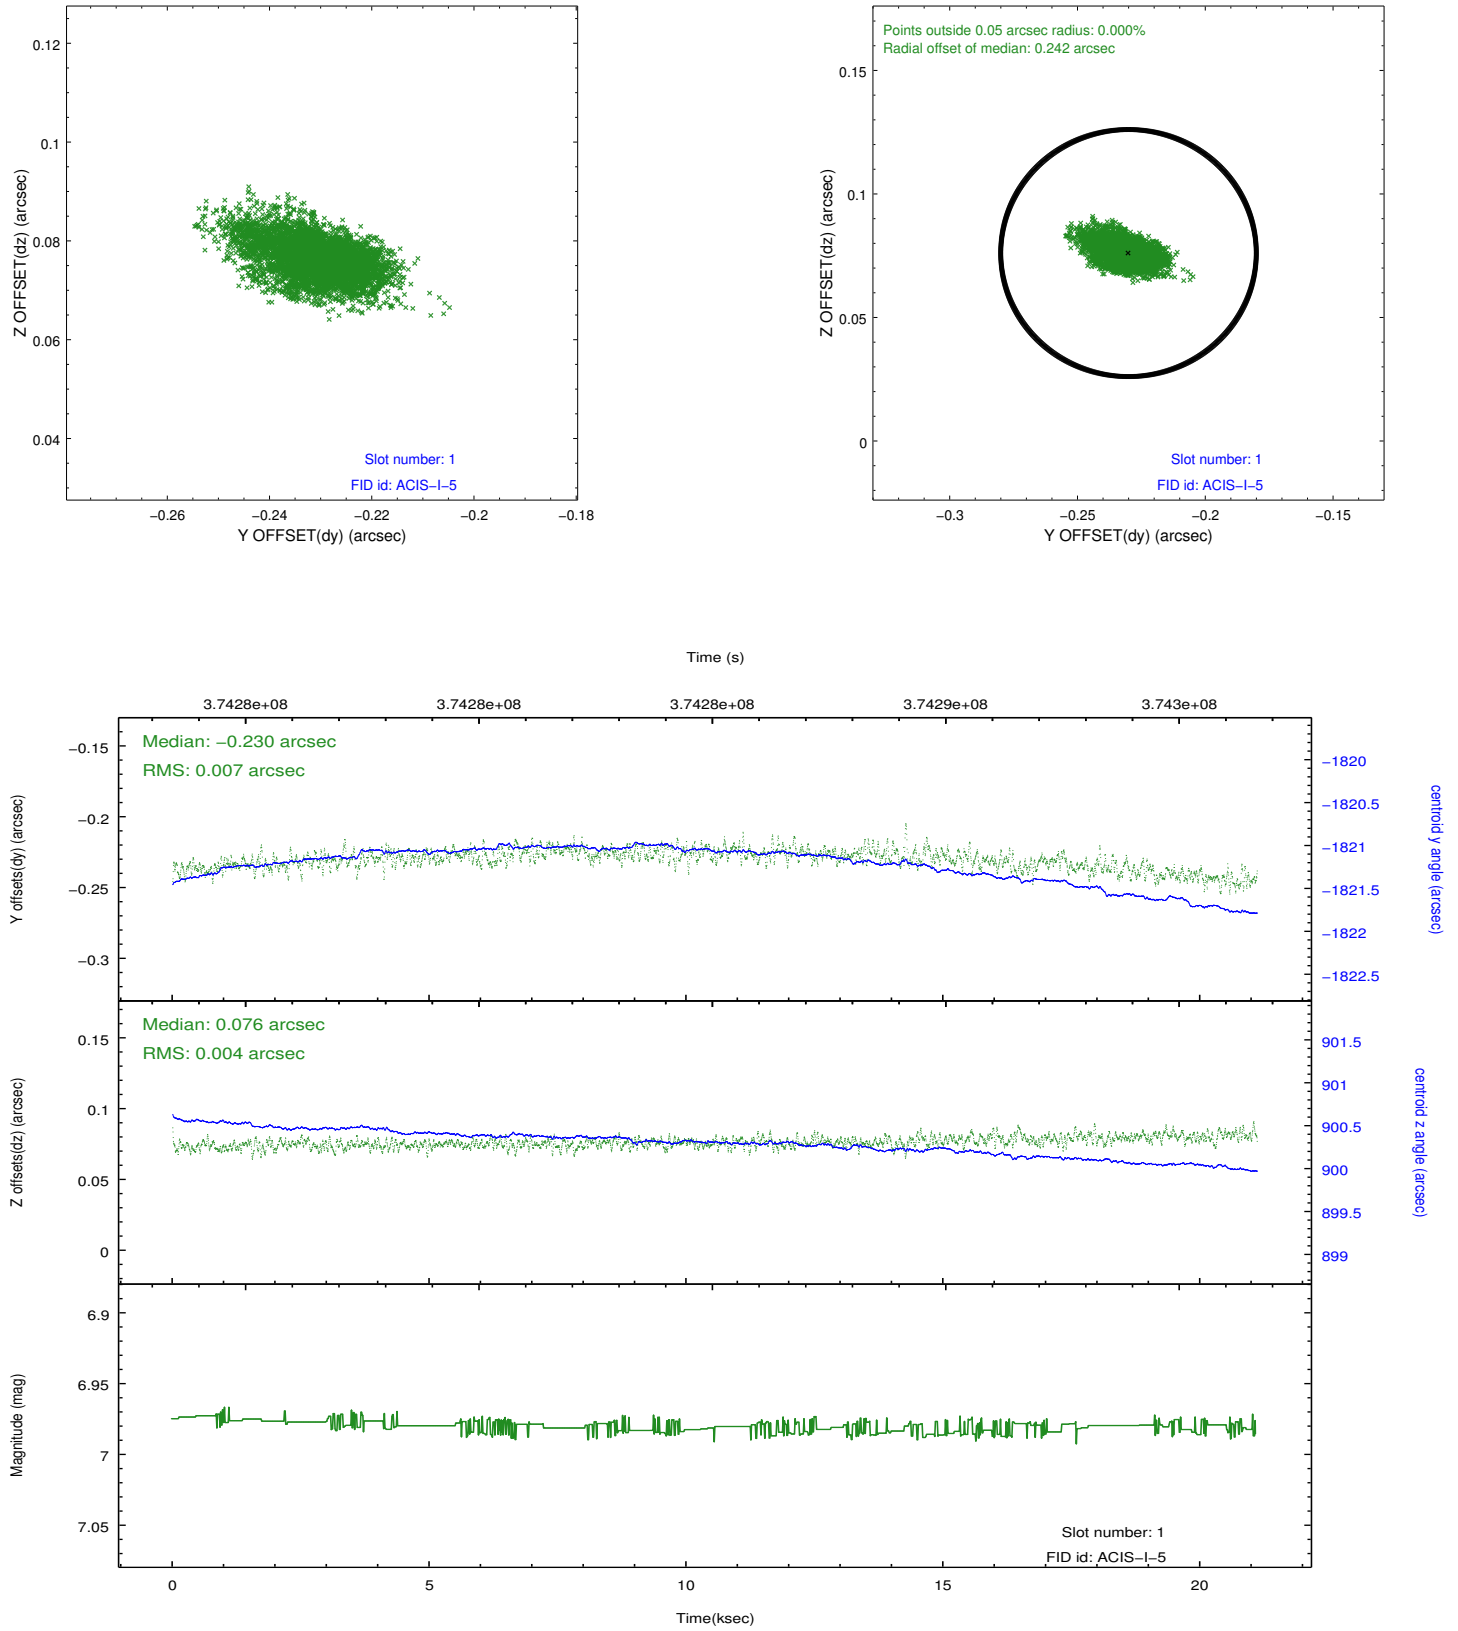 0.12
0.1
0.08
0.06
0.04
Z OFFSET(dz) (arcsec)
Slot number: 1
FID id: ACIS−I−5
−0.26
−0.24
−0.22
−0.2
−0.18
Y OFFSET(dy) (arcsec)
Points outside 0.05 arcsec radius: 0.000%
Radial offset of median: 0.242 arcsec
0.15
0.1
0.05
0
Z OFFSET(dz) (arcsec)
Slot number: 1
FID id: ACIS−I−5
−0.3
−0.25
−0.2
−0.15
Y OFFSET(dy) (arcsec)
Time (s)
3.7428e+08
3.7428e+08
3.7428e+08
3.7429e+08
3.743e+08
Median: −0.230 arcsec
RMS: 0.007 arcsec
−0.15
−0.2
−0.25
−0.3
Y offsets(dy) (arcsec)
−1820
−1820.5
−1821
−1821.5
−1822
−1822.5
centroid y angle (arcsec)
Median: 0.076 arcsec
RMS: 0.004 arcsec
0.15
0.1
0.05
0
Z offsets(dz) (arcsec)
901.5
901
900.5
900
899.5
899
centroid z angle (arcsec)
6.9
6.95
7
7.05
Magnitude (mag)
Slot number: 1
FID id: ACIS−I−5
0
5
10
15
20
Time(ksec)